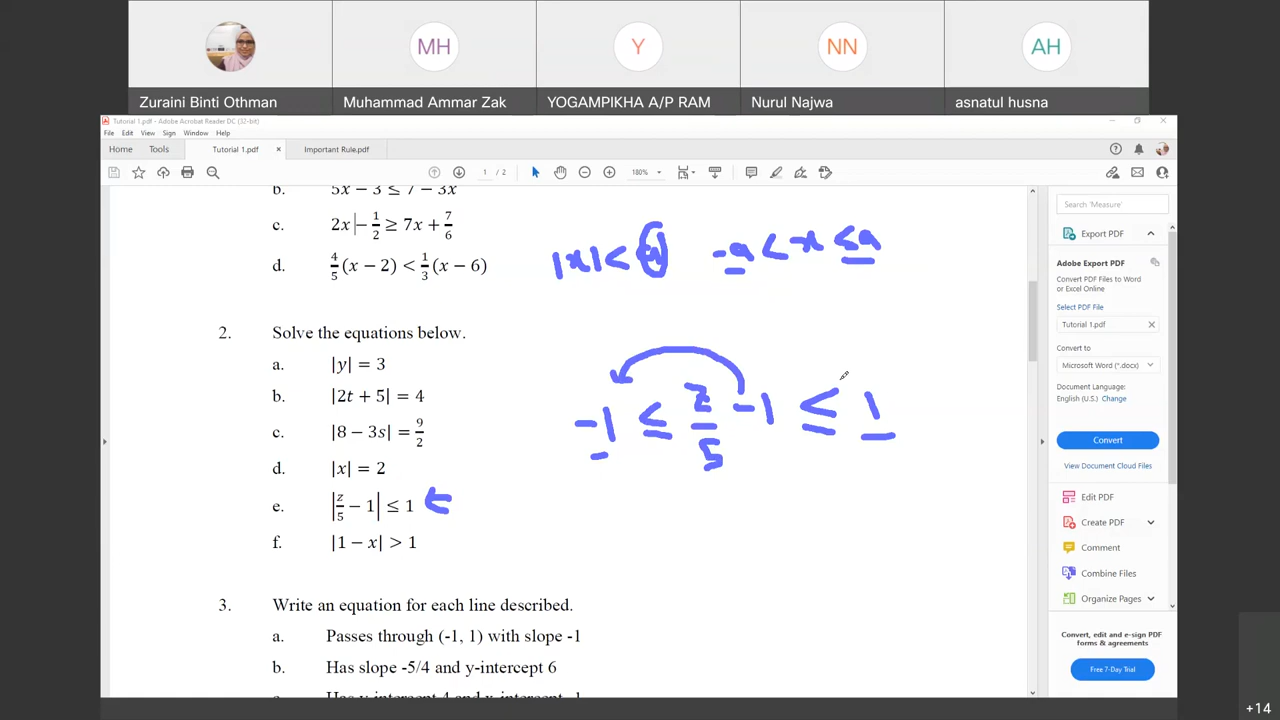 MH
Y
NN
AH
Zuraini Binti Othman
Muhammad Ammar Zak
YOGAMPIKHA A/P RAM
Nurul Najwa
asnatul husna
Tutorial 1.pdf - Adobe Acrobat Reader DC (32-bit)
File Edit View Sign Window Help
Home Tools Tutorial 1.pdf × Important Rule.pdf
1 / 2 180%
b. 5x − 3 ≤ 7 − 3x
c. 2x − 1/2 ≥ 7x + 7/6
d. 4/5 (x − 2) < 1/3 (x − 6)
|x| < a -a < x ≤ a
2. Solve the equations below.
a. |y| = 3
b. |2t + 5| = 4
c. |8 − 3s| = 9/2
d. |x| = 2
e. |z/5 − 1| ≤ 1
f. |1 − x| > 1
-1 ≤ z/5 - 1 ≤ 1
3. Write an equation for each line described.
a. Passes through (-1, 1) with slope -1
b. Has slope -5/4 and y-intercept 6
Search 'Measure'
Export PDF
Adobe Export PDF
Convert PDF Files to Word
or Excel Online
Select PDF File
Tutorial 1.pdf ×
Convert to
Microsoft Word (*.docx)
Document Language:
English (U.S.) Change
Convert
View Document Cloud Files
Edit PDF
Create PDF
Comment
Combine Files
Organize Pages
Convert, edit and e-sign PDF
forms & agreements
Free 7-Day Trial
+14